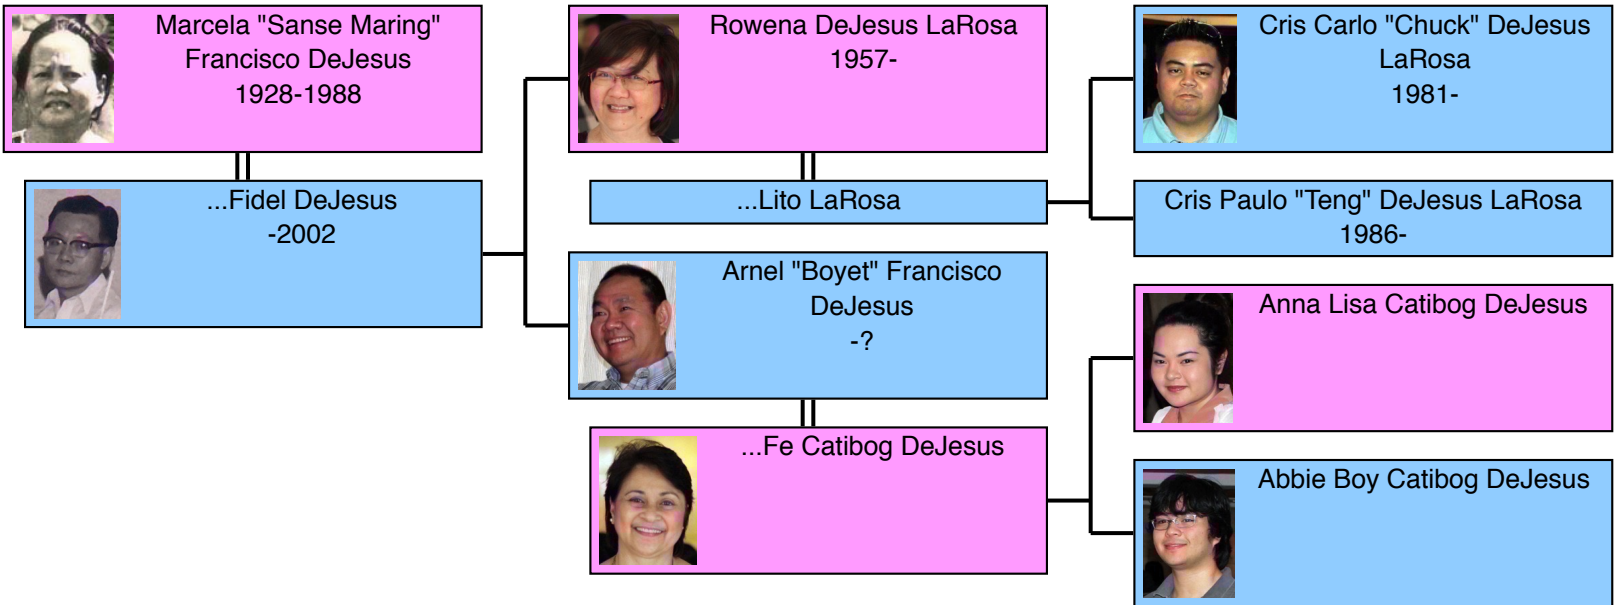 Marcela "Sanse Maring"
Francisco DeJesus
1928-1988
...Fidel DeJesus
-2002
Rowena DeJesus LaRosa
1957-
...Lito LaRosa
Arnel "Boyet" Francisco
DeJesus
-?
...Fe Catibog DeJesus
Cris Carlo "Chuck" DeJesus
LaRosa
1981-
Cris Paulo "Teng" DeJesus LaRosa
1986-
Anna Lisa Catibog DeJesus
Abbie Boy Catibog DeJesus